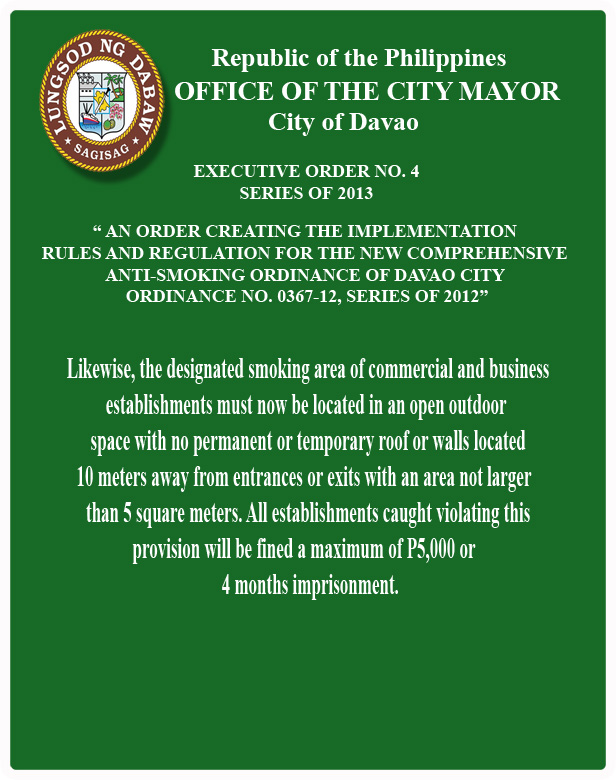 LUNGSOD NG DABAW
SAGISAG
Republic of the Philippines
OFFICE OF THE CITY MAYOR
City of Davao
EXECUTIVE ORDER NO. 4
SERIES OF 2013
“ AN ORDER CREATING THE IMPLEMENTATION
RULES AND REGULATION FOR THE NEW COMPREHENSIVE
ANTI-SMOKING ORDINANCE OF DAVAO CITY
ORDINANCE NO. 0367-12, SERIES OF 2012”
Likewise, the designated smoking area of commercial and business
establishments must now be located in an open outdoor
space with no permanent or temporary roof or walls located
10 meters away from entrances or exits with an area not larger
than 5 square meters. All establishments caught violating this
provision will be fined a maximum of P5,000 or
4 months imprisonment.